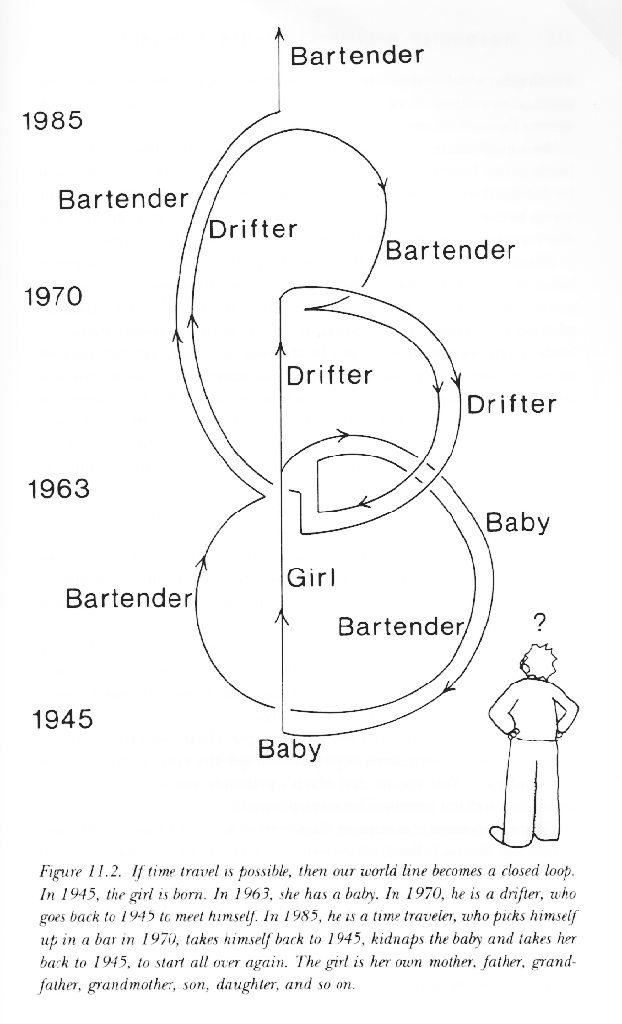 Bartender
1985
Bartender
Drifter
Bartender
1970
Drifter
Drifter
1963
Baby
Girl
Bartender
Bartender
?
1945
Baby
Figure 11.2. If time travel is possible, then our world line becomes a closed loop.
In 1945, the girl is born. In 1963, she has a baby. In 1970, he is a drifter, who
goes back to 1945 to meet himself. In 1985, he is a time traveler, who picks himself
up in a bar in 1970, takes himself back to 1945, kidnaps the baby and takes her
back to 1945, to start all over again. The girl is her own mother, father, grand-
father, grandmother, son, daughter, and so on.